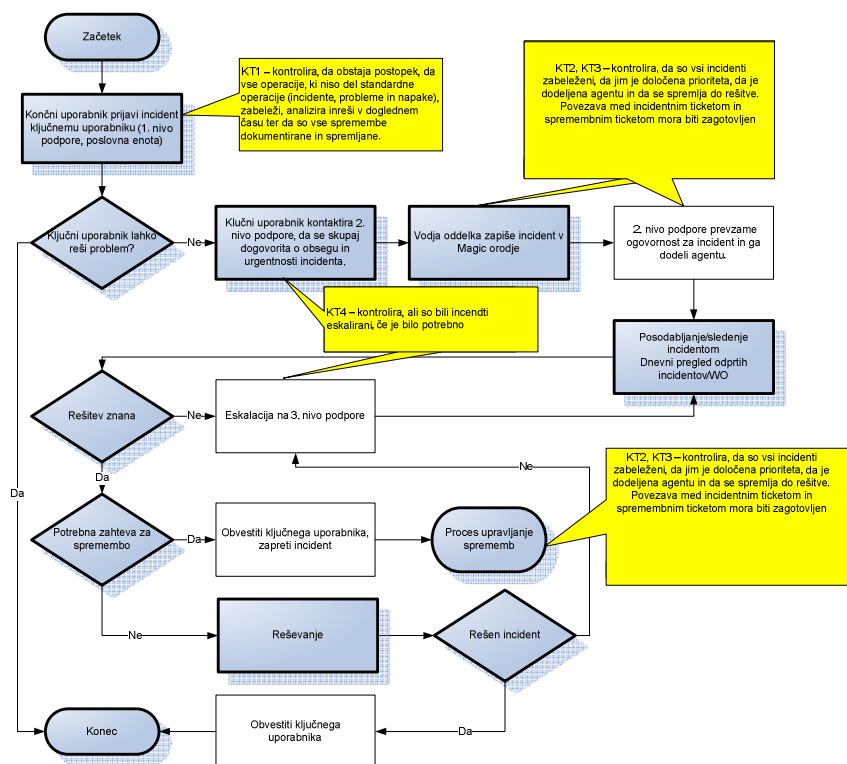 Začetek
KT1 – kontrolira, da obstaja postopek, da
vse operacije, ki niso del standardne
operacije (incidente, probleme in napake),
zabeleži, analizira inreši v doglednem
času ter da so vse spremembe
dokumentirane in spremljane.
KT2, KT3 – kontrolira, da so vsi incidenti
zabeleženi, da jim je določena prioriteta, da je
dodeljena agentu in da se spremlja do rešitve.
Povezava med incidentnim ticketom in
spremembnim ticketom mora biti zagotovljen
Končni uporabnik prijavi incident
ključnemu uporabniku (1. nivo
podpore, poslovna enota)
Ključni uporabnik lahko
reši problem?
Ne
Klučni uporabnik kontaktira 2.
nivo podpore, da se skupaj
dogovorita o obsegu in
urgentnosti incidenta.
Vodja oddelka zapiše incident v
Magic orodje
2. nivo podpore prevzame
ogovornost za incident in ga
dodeli agentu.
KT4 – kontrolira, ali so bili incendti
eskalirani, če je bilo potrebno
Posodabljanje/sledenje
incidentom
Dnevni pregled odprtih
incidentov/WO
Rešitev znana
Ne
Eskalacija na 3. nivo podpore
Da
Da
Ne
KT2, KT3 – kontrolira, da so vsi incidenti
zabeleženi, da jim je določena prioriteta, da je
dodeljena agentu in da se spremlja do rešitve.
Povezava med incidentnim ticketom in
spremembnim ticketom mora biti zagotovljen
Potrebna zahteva za
spremembo
Da
Obvestiti ključnega uporabnika,
zapreti incident
Proces upravljanje
sprememb
Ne
Reševanje
Rešen incident
Konec
Obvestiti ključnega
uporabnika
Da